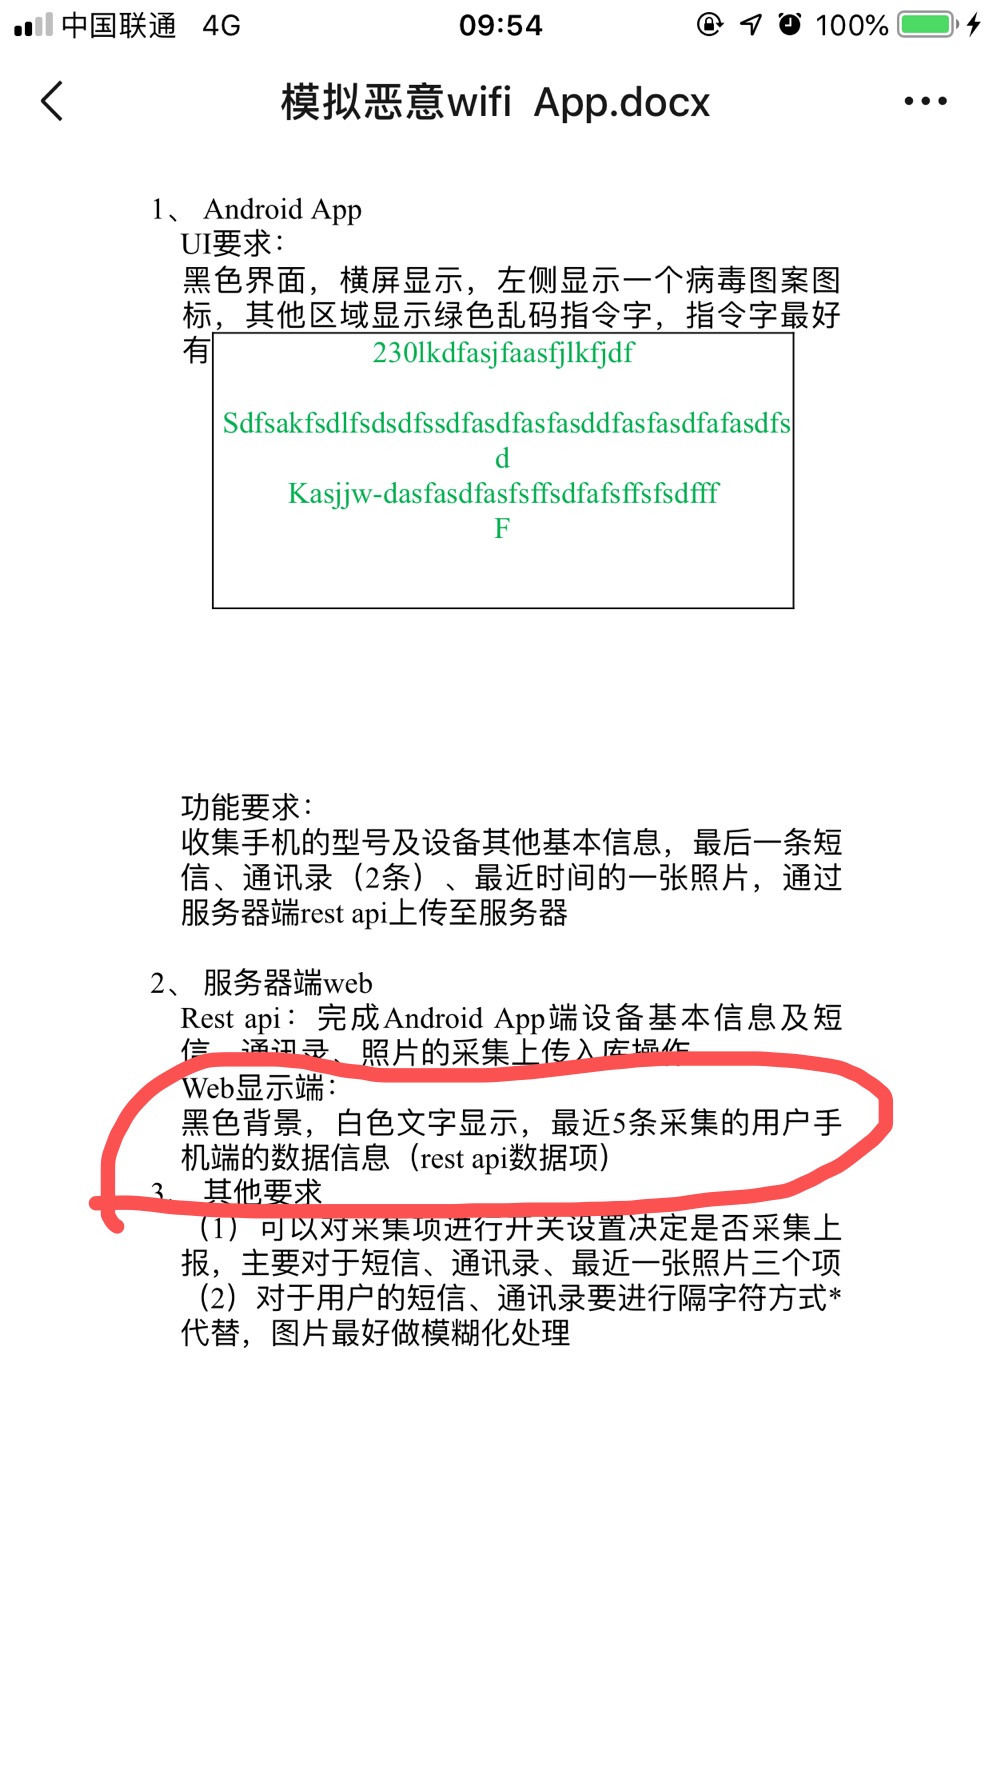 中国联通 4G 09:54 100%
模拟恶意wifi App.docx
1、 Android App
UI要求：
黑色界面，横屏显示，左侧显示一个病毒图案图
标，其他区域显示绿色乱码指令字，指令字最好
有
230lkdfasjfaasfjlkfjdf
Sdfsakfsdlfsdsdfssdfasdfasfasddfasfasdfafasdfs
d
Kasjjw-dasfasdfasfsffsdfafsffsfsdfff
F
功能要求：
收集手机的型号及设备其他基本信息，最后一条短
信、通讯录（2条）、最近时间的一张照片，通过
服务器端rest api上传至服务器
2、 服务器端web
Rest api：完成Android App端设备基本信息及短
信、通讯录、照片的采集上传入库操作
Web显示端：
黑色背景，白色文字显示，最近5条采集的用户手
机端的数据信息（rest api数据项）
3、 其他要求
（1）可以对采集项进行开关设置决定是否采集上
报，主要对于短信、通讯录、最近一张照片三个项
（2）对于用户的短信、通讯录要进行隔字符方式*
代替，图片最好做模糊化处理